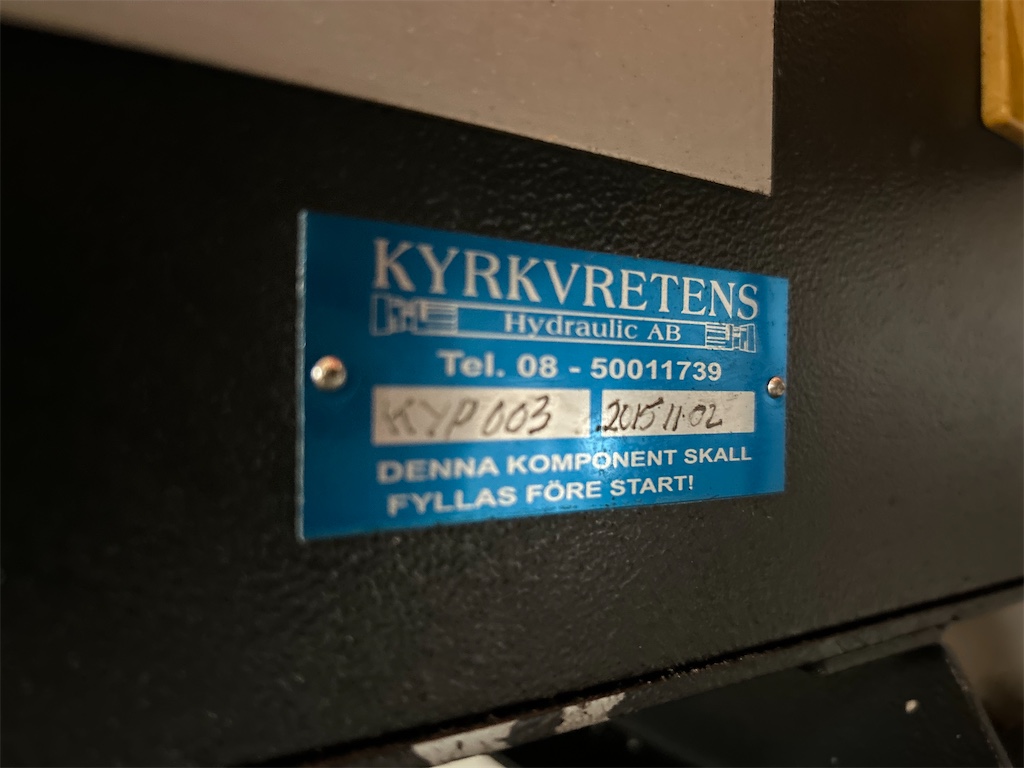 KYRKVRETENS
Hydraulic AB
Tel. 08 - 50011739
KYP003 2015 11.02
DENNA KOMPONENT SKALL
FYLLAS FÖRE START!